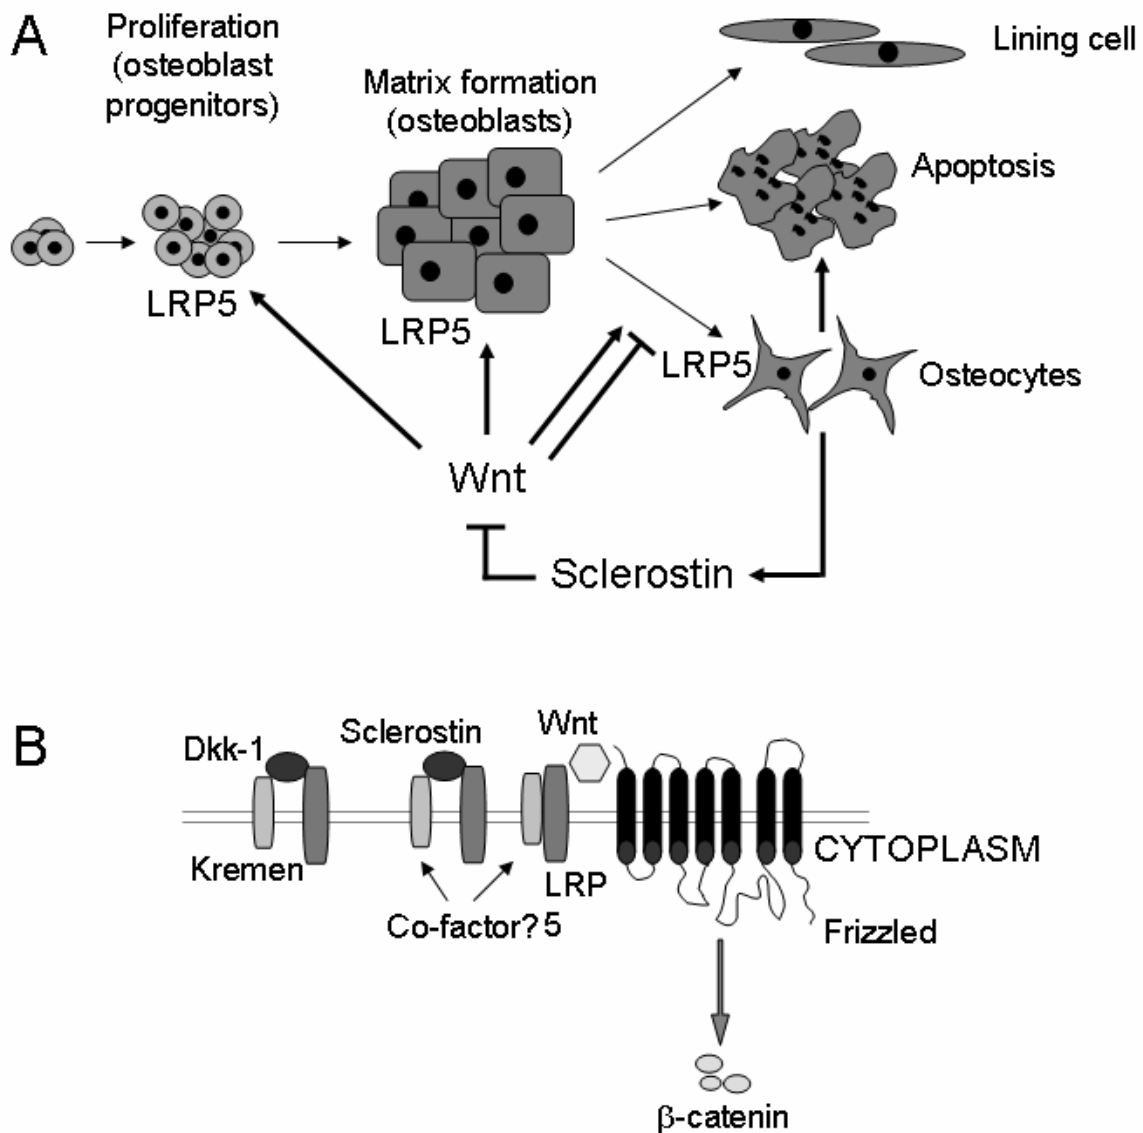 A
Proliferation
(osteoblast
progenitors)
Matrix formation
(osteoblasts)
Lining cell
Apoptosis
LRP5
LRP5
LRP5
Osteocytes
Wnt
Sclerostin
B
Dkk-1
Sclerostin
Wnt
Kremen
LRP
CYTOPLASM
Co-factor? 5
Frizzled
β-catenin